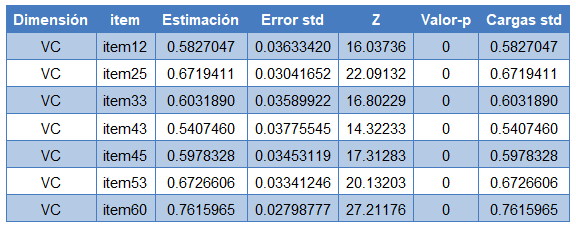 Dimensión item Estimación Error std Z Valor-p Cargas std
VC item12 0.5827047 0.03633420 16.03736 0 0.5827047
VC item25 0.6719411 0.03041652 22.09132 0 0.6719411
VC item33 0.6031890 0.03589922 16.80229 0 0.6031890
VC item43 0.5407460 0.03775545 14.32233 0 0.5407460
VC item45 0.5978328 0.03453119 17.31283 0 0.5978328
VC item53 0.6726606 0.03341246 20.13203 0 0.6726606
VC item60 0.7615965 0.02798777 27.21176 0 0.7615965